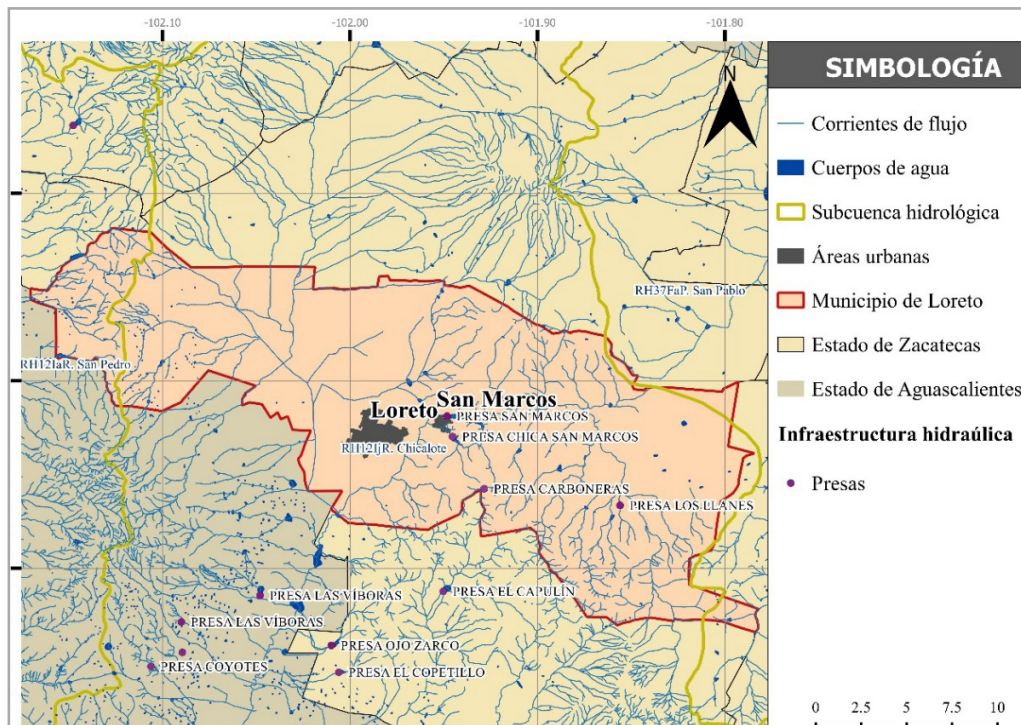 -102.10
-102.00
-101.90
-101.80
N
SIMBOLOGÍA
Corrientes de flujo
Cuerpos de agua
Subcuenca hidrológica
Áreas urbanas
Municipio de Loreto
Estado de Zacatecas
Estado de Aguascalientes
Infraestructura hidraúlica
Presas
RH37FaP. San Pablo
RH12IaR. San Pedro
San Marcos
Loreto
PRESA SAN MARCOS
PRESA CHICA SAN MARCOS
RH12IjR. Chicalote
PRESA CARBONERAS
PRESA LOS LLANES
PRESA EL CAPULÍN
PRESA LAS VÍBORAS
PRESA LAS VÍBORAS
PRESA OJO ZARCO
PRESA COYOTES
PRESA EL COPETILLO
0 2.5 5 7.5 10